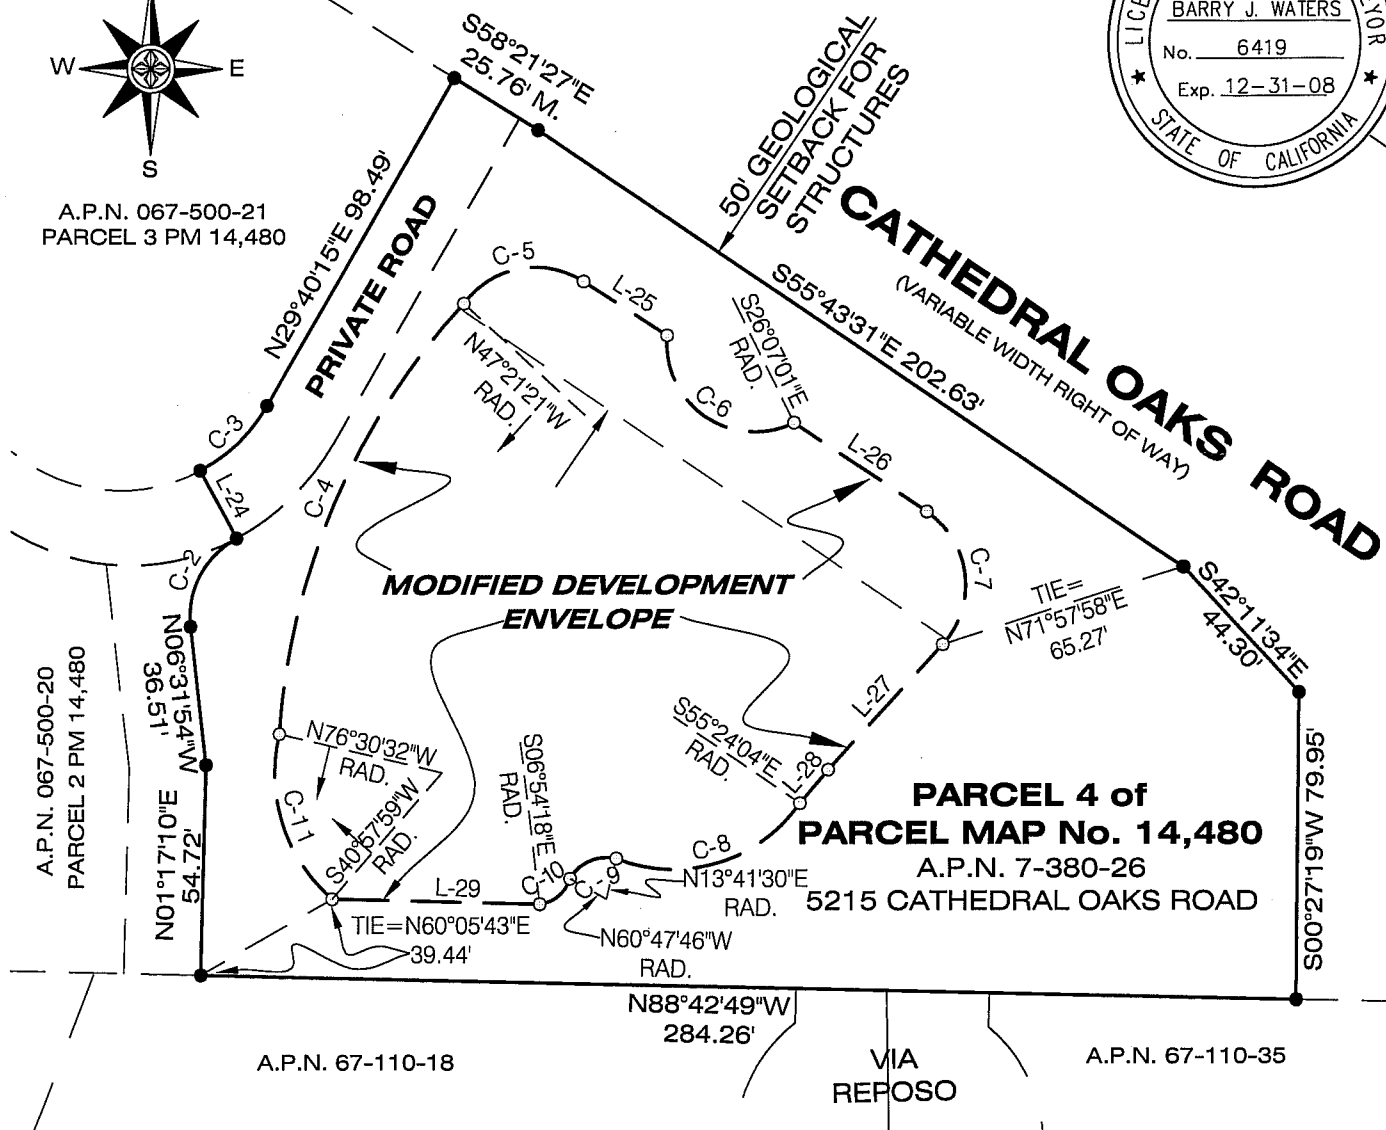 W
E
S
A.P.N. 067-500-21
PARCEL 3 PM 14,480
S58°21'27"E
25.76' M.
N29°40'15"E 98.49'
PRIVATE ROAD
50' GEOLOGICAL
SETBACK FOR
STRUCTURES
BARRY J. WATERS
No. 6419
Exp. 12-31-08
STATE OF CALIFORNIA
CATHEDRAL OAKS ROAD
(VARIABLE WIDTH RIGHT OF WAY)
S55°43'31"E 202.63'
C-5
L-25
S26°07'01"E
RAD.
N47°21'21"W
RAD.
C-6
L-26
C-3
L-24
C-4
C-2
C-7
MODIFIED DEVELOPMENT
ENVELOPE
TIE=
N71°57'58"E
65.27'
S42°11'34"E
44.30'
A.P.N. 067-500-20
PARCEL 2 PM 14,480
N06°31'54"W
36.51'
N01°17'10"E
54.72'
N76°30'32"W
RAD.
C-11
S40°57'59"W
RAD.
S06°54'18"E
RAD.
S55°24'04"E
RAD.
L-27
L-28
C-8
C-10
C-9
L-29
N13°41'30"E
RAD.
N60°47'46"W
RAD.
TIE=N60°05'43"E
39.44'
PARCEL 4 of
PARCEL MAP No. 14,480
A.P.N. 7-380-26
5215 CATHEDRAL OAKS ROAD
S00°27'19"W 79.95'
N88°42'49"W
284.26'
A.P.N. 67-110-18
VIA
REPOSO
A.P.N. 67-110-35